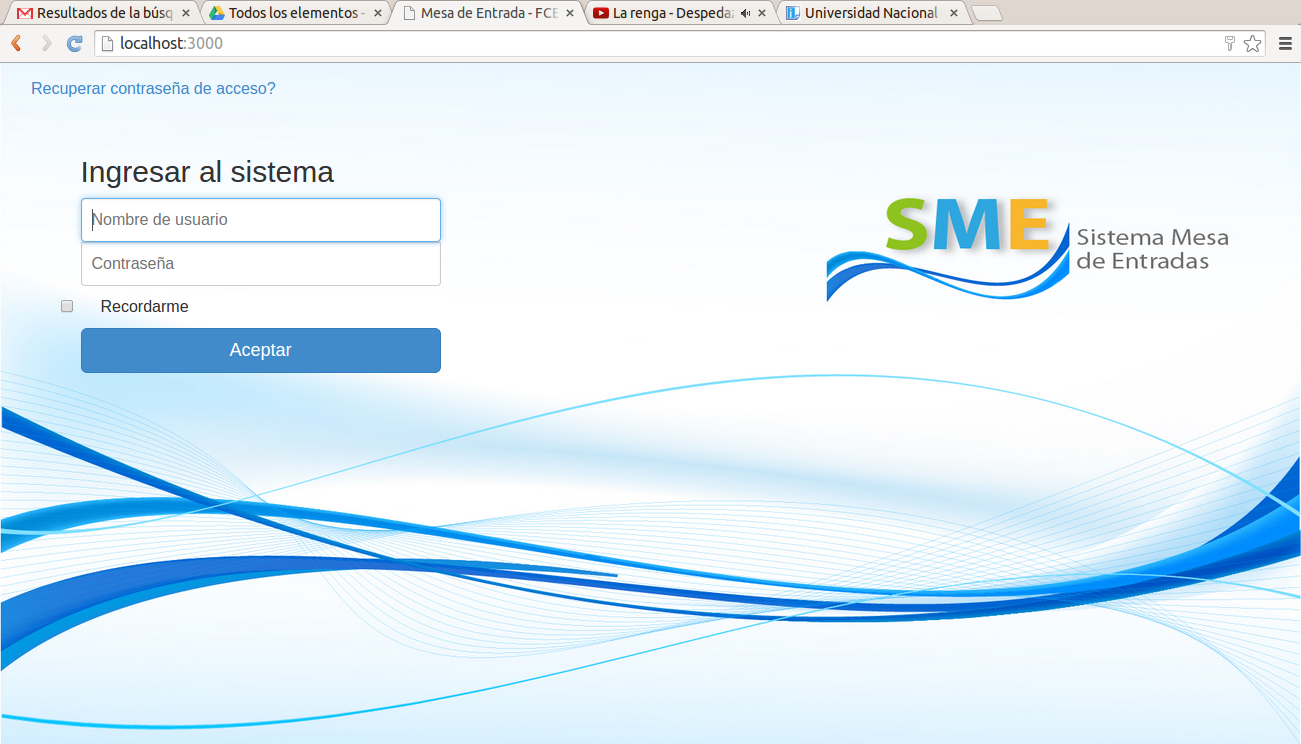 Resultados de la búsq
Todos los elementos -
Mesa de Entrada - FCE
La renga - Despedaz
Universidad Nacional
localhost:3000
Recuperar contraseña de acceso?
Ingresar al sistema
Nombre de usuario
Contraseña
Recordarme
Aceptar
SME
Sistema Mesa
de Entradas